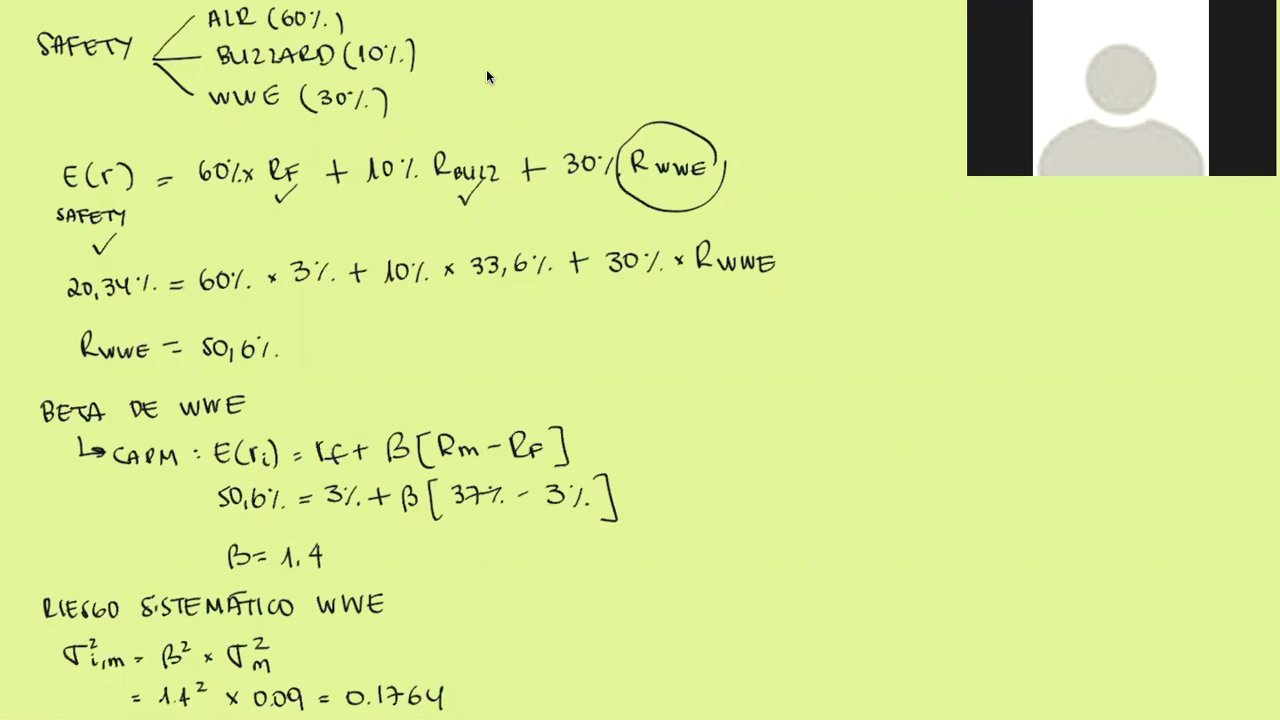 SAFETY
ALR (60%)
BUZZARD (10%)
WWE (30%)
E(r) = 60% x RF + 10% RBUZZ + 30% RWWE
SAFETY
20,34% = 60% x 3% + 10% x 33,6% + 30% x RWWE
RWWE = 50,6%.
BETA DE WWE
↳ CAPM : E(ri) = rf + β[Rm - RF]
50,6% = 3% + β[37% - 3%]
β = 1.4
RIESGO SISTEMÁTICO WWE
σ²i,m = β² x σ²m
= 1.4² x 0.09 = 0.1764